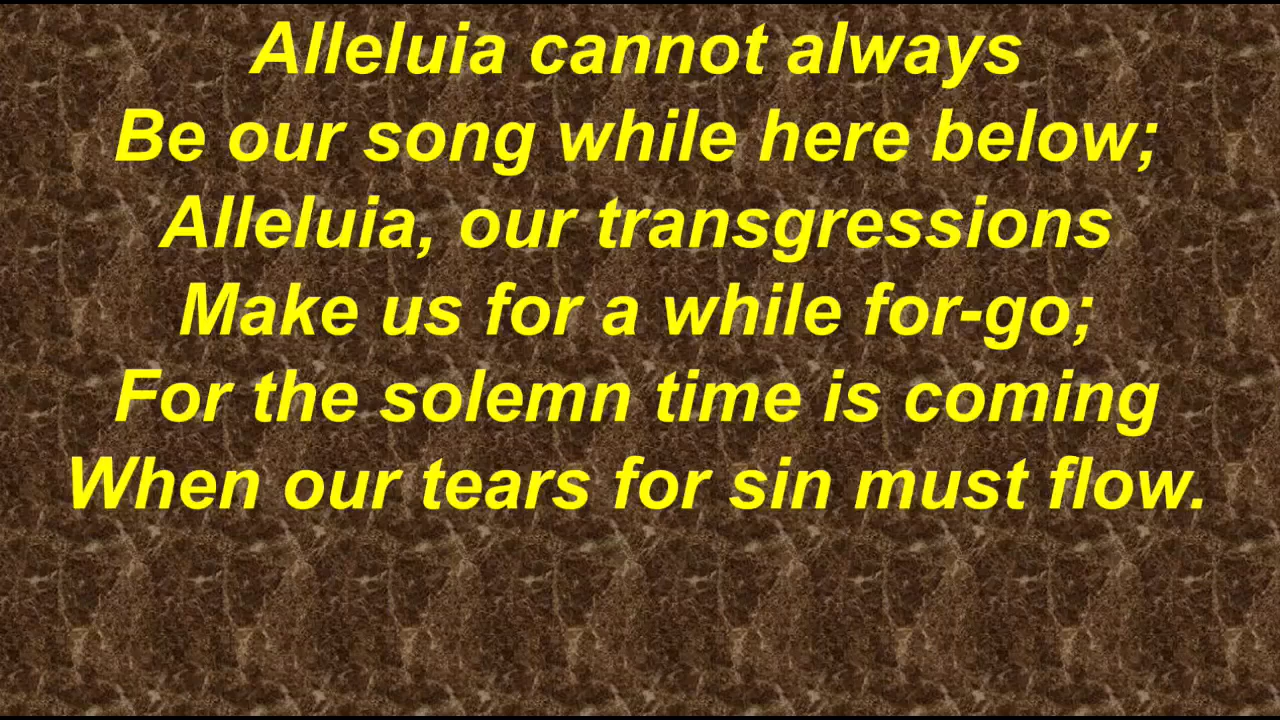 Alleluia cannot always
Be our song while here below;
Alleluia, our transgressions
Make us for a while for-go;
For the solemn time is coming
When our tears for sin must flow.